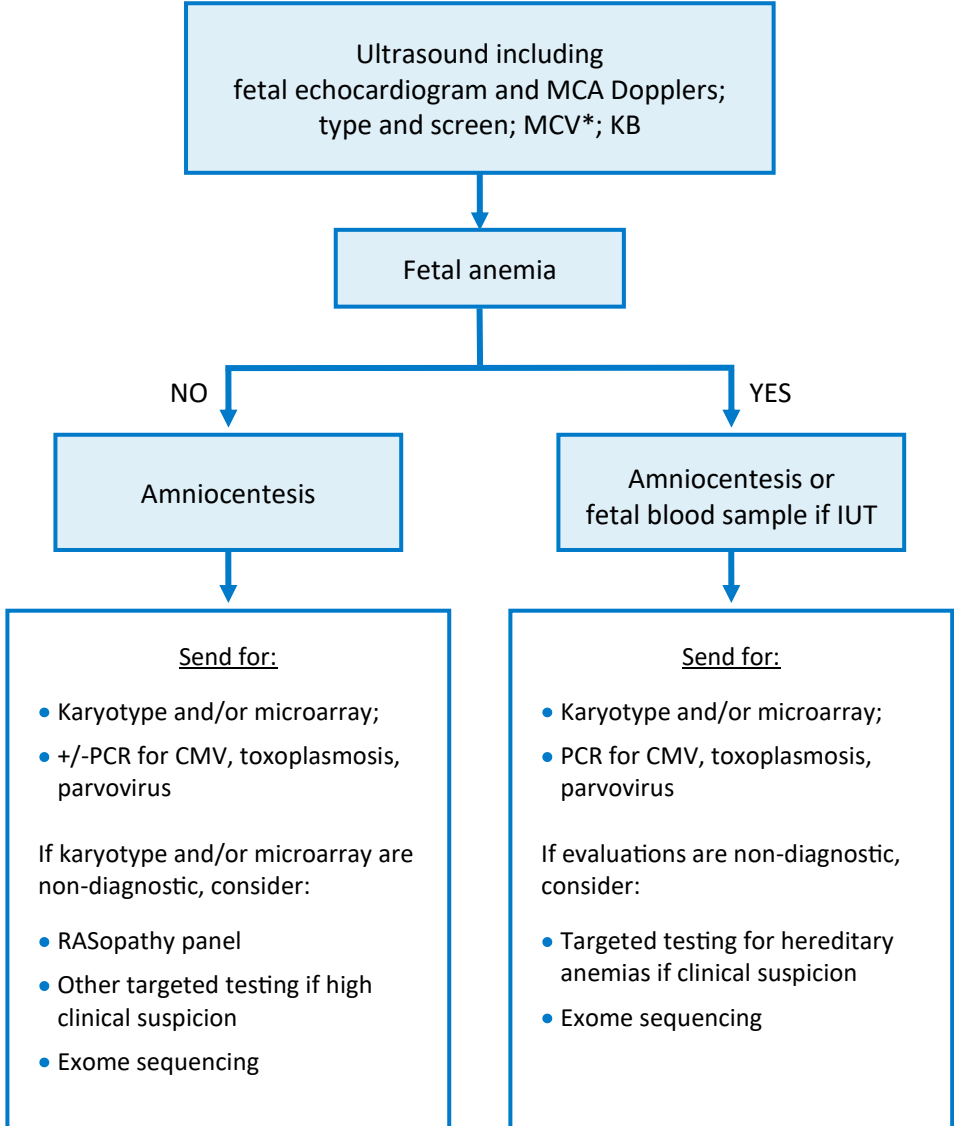 Ultrasound including
fetal echocardiogram and MCA Dopplers;
type and screen; MCV*; KB
Fetal anemia
NO
YES
Amniocentesis
Amniocentesis or
fetal blood sample if IUT
Send for:
• Karyotype and/or microarray;
• +/-PCR for CMV, toxoplasmosis,
parvovirus
If karyotype and/or microarray are
non-diagnostic, consider:
• RASopathy panel
• Other targeted testing if high
clinical suspicion
• Exome sequencing
Send for:
• Karyotype and/or microarray;
• PCR for CMV, toxoplasmosis,
parvovirus
If evaluations are non-diagnostic,
consider:
• Targeted testing for hereditary
anemias if clinical suspicion
• Exome sequencing